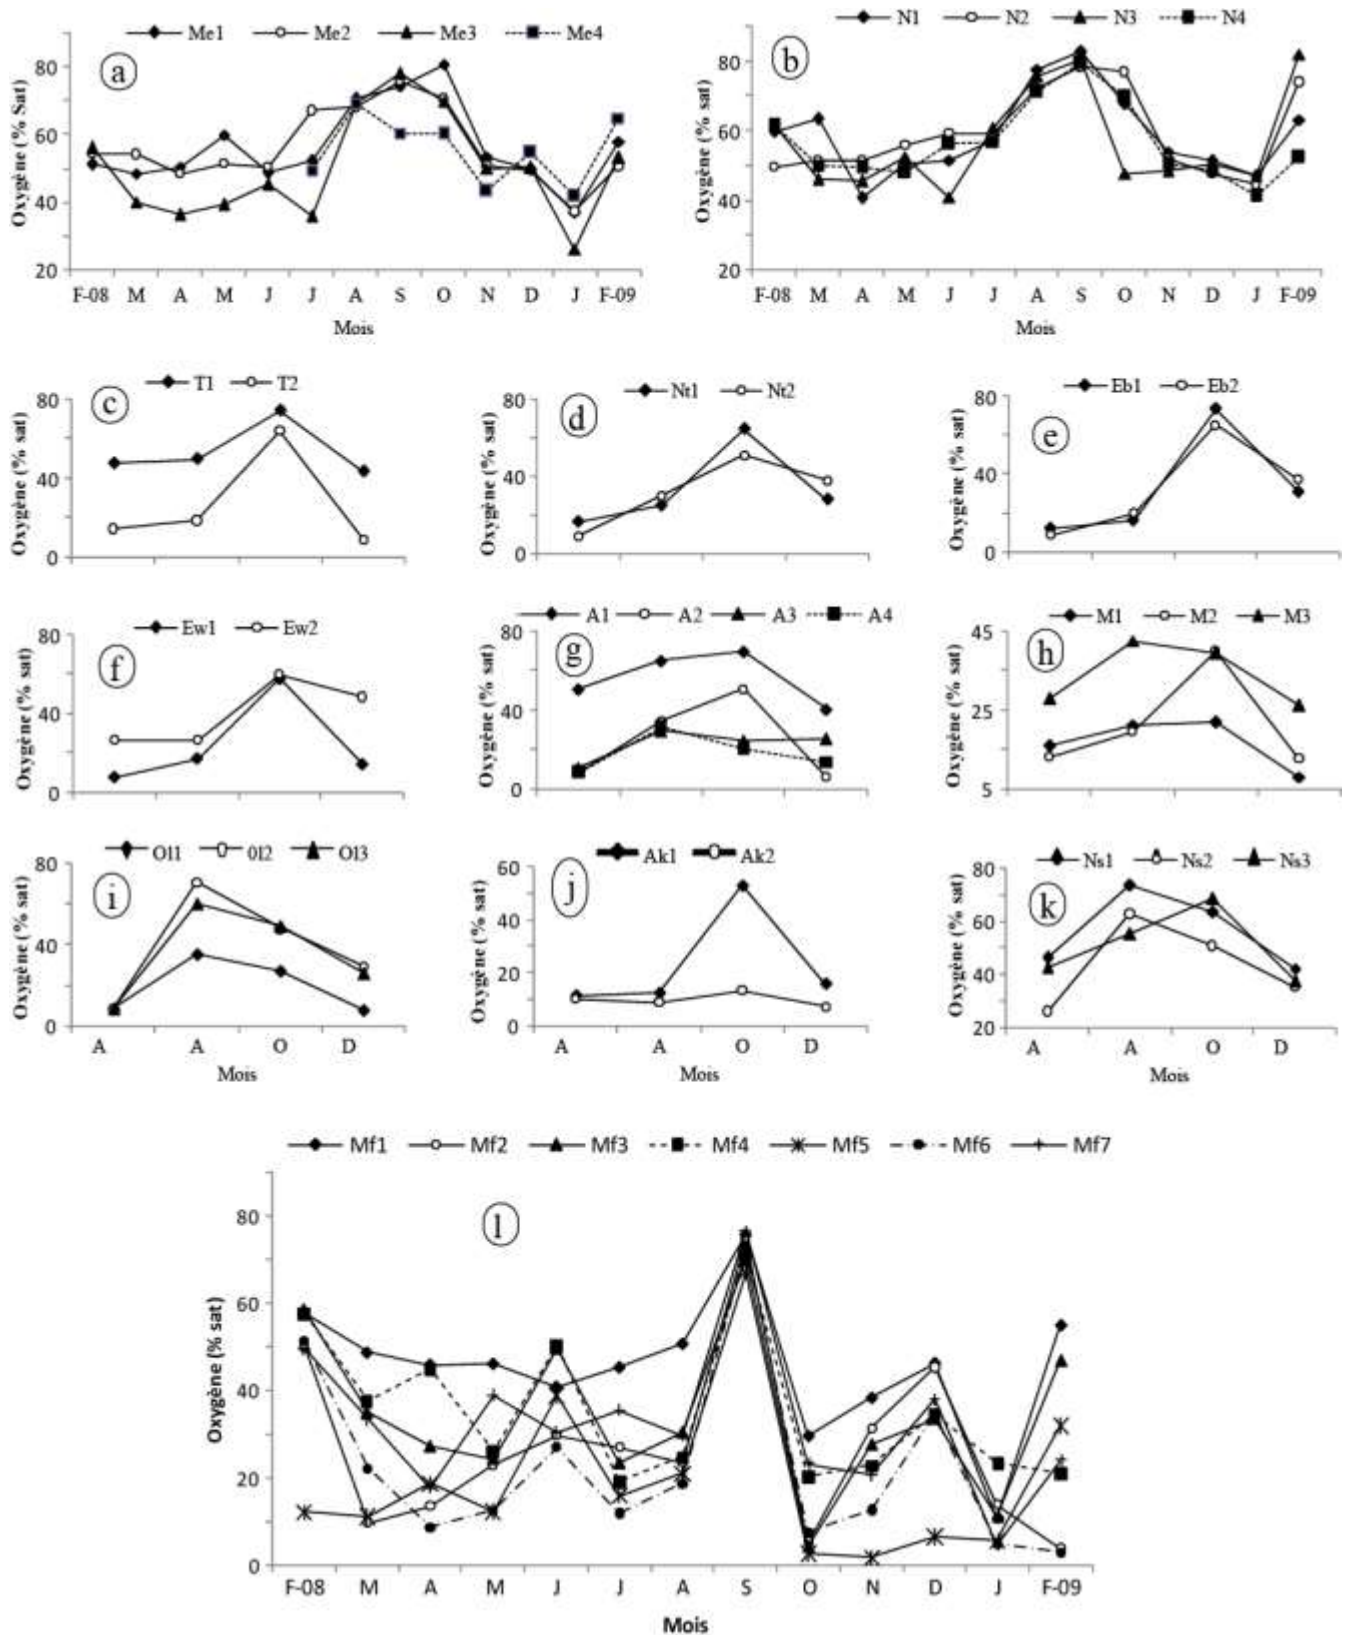 Me1 Me2 Me3 Me4
a
Oxygène (% Sat)
80
60
40
20
F-08 M A M J J A S O N D J F-09
Mois
N1 N2 N3 N4
b
Oxygène (% sat)
80
60
40
20
F-08 M A M J J A S O N D J F-09
Mois
T1 T2
c
Oxygène (% sat)
80
40
0
Nt1 Nt2
d
Oxygène (% sat)
80
40
0
Eb1 Eb2
e
Oxygène (% sat)
80
40
0
Ew1 Ew2
f
Oxygène (% sat)
80
40
0
A1 A2 A3 A4
g
Oxygène (% sat)
80
40
0
M1 M2 M3
h
Oxygène (% sat)
45
25
5
Ol1 0l2 Ol3
i
Oxygène (% sat)
80
40
0
A A O D
Mois
Ak1 Ak2
j
Oxygène (% sat)
60
40
20
0
A A O D
Mois
Ns1 Ns2 Ns3
k
Oxygène (% sat)
80
60
40
20
A A O D
Mois
Mf1 Mf2 Mf3 Mf4 Mf5 Mf6 Mf7
l
Oxygène (% sat)
80
60
40
20
0
F-08 M A M J J A S O N D J F-09
Mois